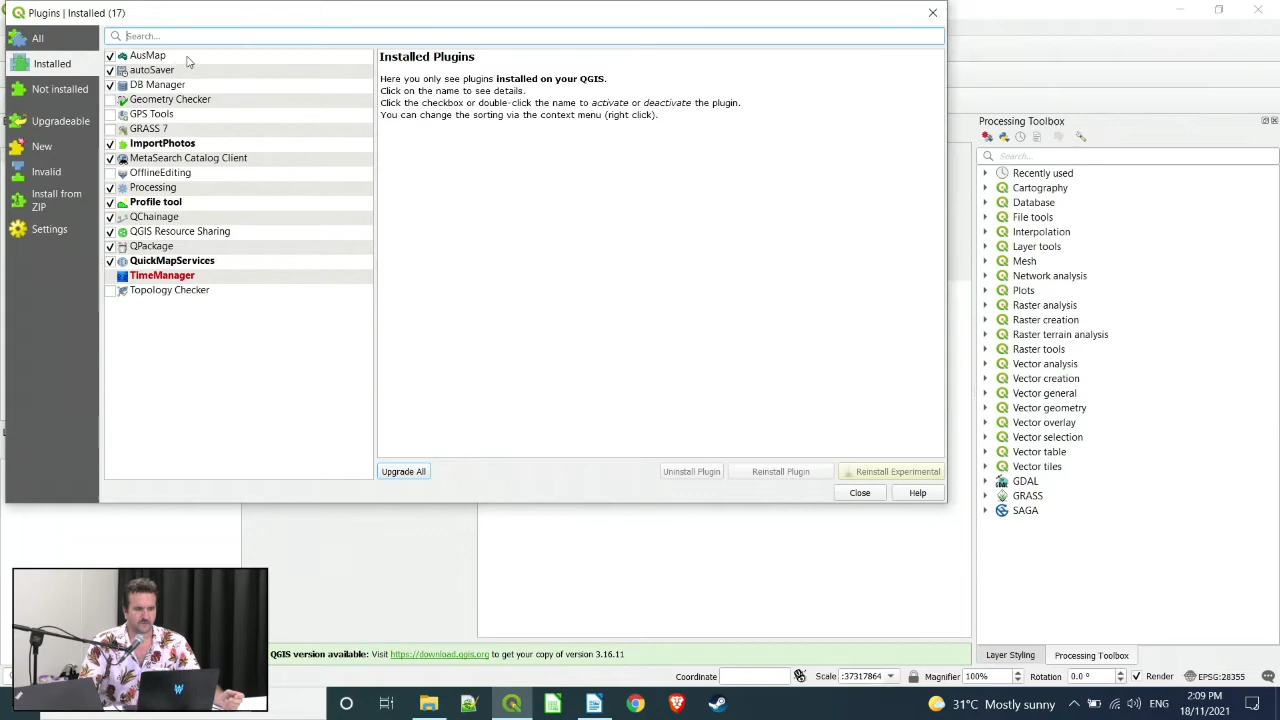 Plugins | Installed (17)
All
Installed
Not installed
Upgradeable
New
Invalid
Install from
ZIP
Settings
Search...
AusMap
autoSaver
DB Manager
Geometry Checker
GPS Tools
GRASS 7
ImportPhotos
MetaSearch Catalog Client
OfflineEditing
Processing
Profile tool
QChainage
QGIS Resource Sharing
QPackage
QuickMapServices
TimeManager
Topology Checker
Installed Plugins
Here you only see plugins installed on your QGIS.
Click on the name to see details.
Click the checkbox or double-click the name to activate or deactivate the plugin.
You can change the sorting via the context menu (right click).
Upgrade All
Uninstall Plugin
Reinstall Plugin
Reinstall Experimental
Close
Help
Processing Toolbox
Search...
Recently used
Cartography
Database
File tools
Interpolation
Layer tools
Mesh
Network analysis
Plots
Raster analysis
Raster creation
Raster terrain analysis
Raster tools
Vector analysis
Vector creation
Vector general
Vector geometry
Vector overlay
Vector selection
Vector table
Vector tiles
GDAL
GRASS
SAGA
QGIS version available: Visit https://download.qgis.org to get your copy of version 3.16.11
Layer Styling
Processing Toolbox
Coordinate
Scale
:37317864
Magnifier
100%
Rotation
0.0 °
Render
EPSG:28355
31°C Mostly sunny
2:09 PM
18/11/2021